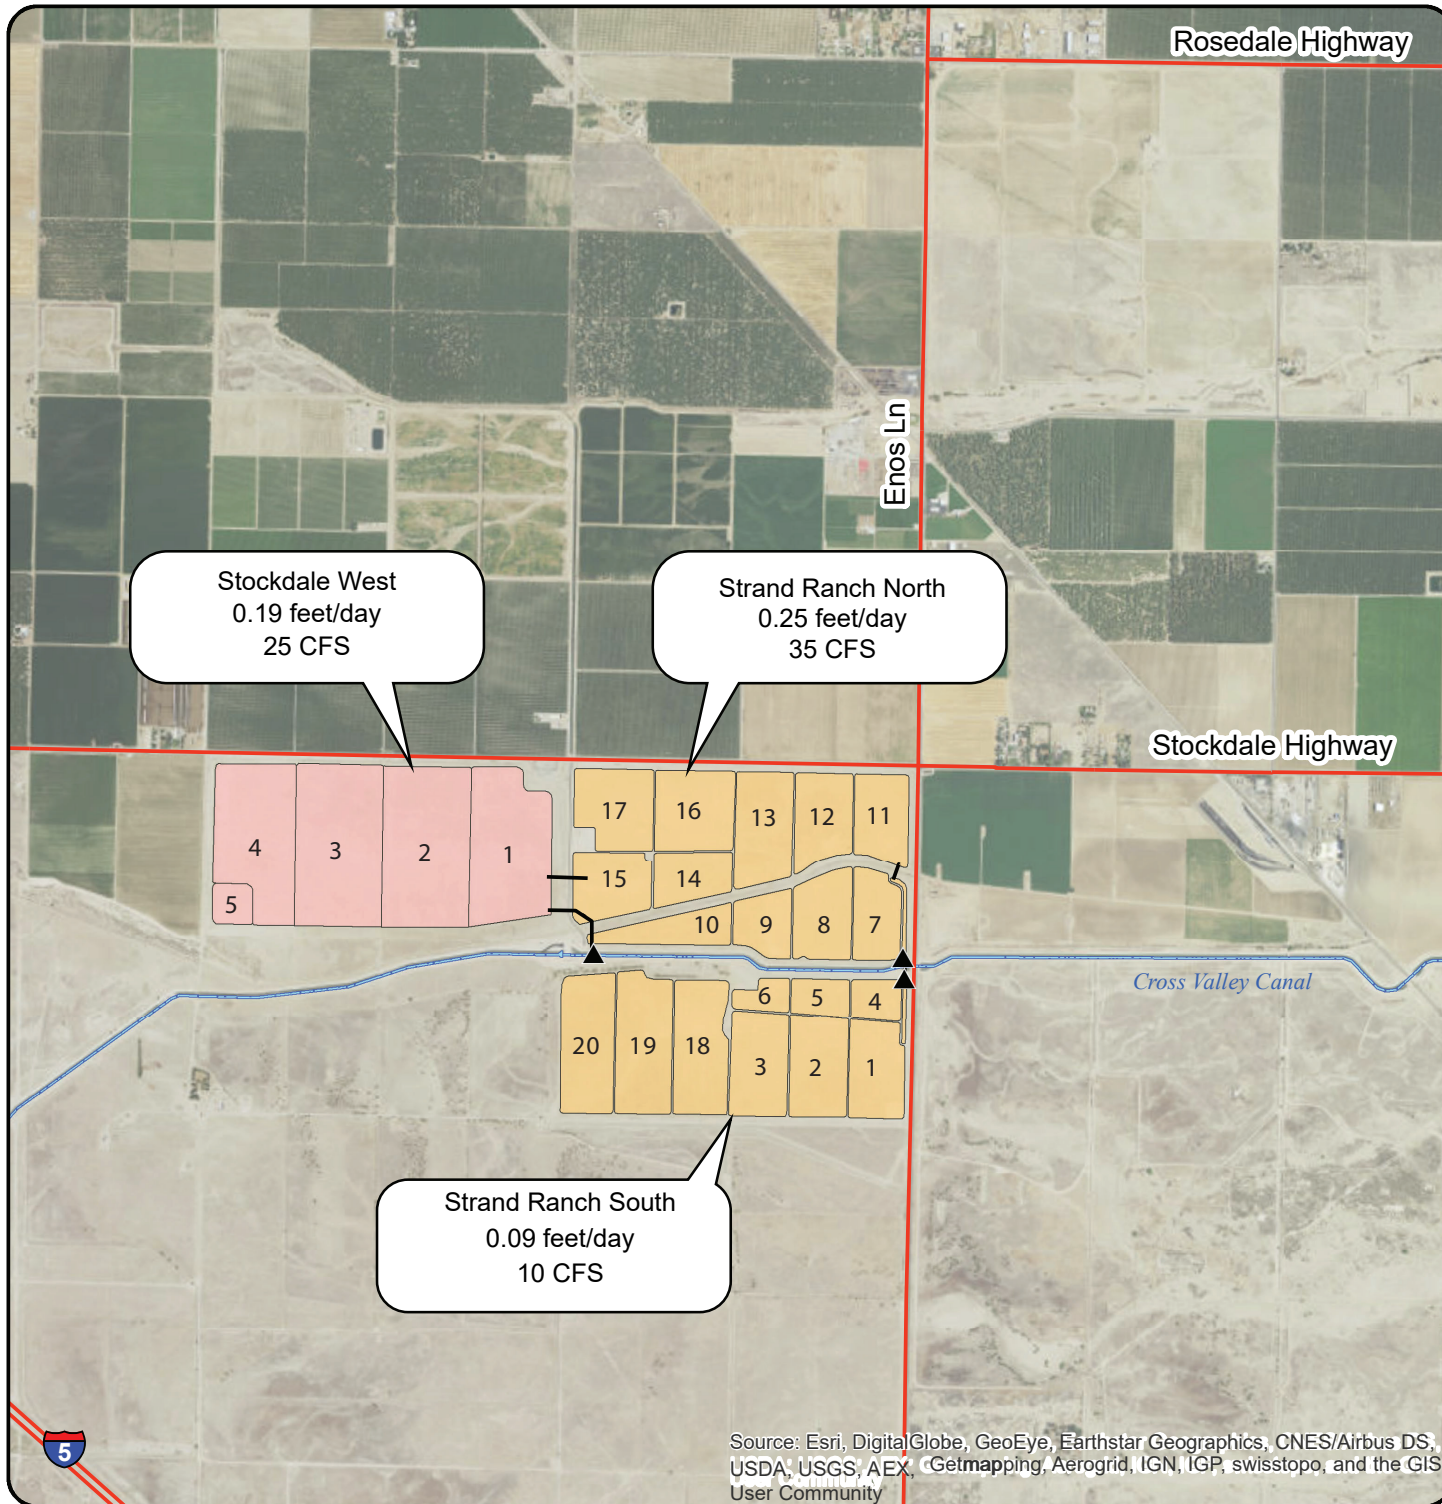 Rosedale Highway
Enos Ln
Stockdale West
0.19 feet/day
25 CFS
Strand Ranch North
0.25 feet/day
35 CFS
Stockdale Highway
17
16
13
12
11
4
3
2
1
15
14
5
10
9
8
7
Cross Valley Canal
6
5
4
20
19
18
3
2
1
Strand Ranch South
0.09 feet/day
10 CFS
5
Source: Esri, DigitalGlobe, GeoEye, Earthstar Geographics, CNES/Airbus DS,
USDA, USGS, AEX, Getmapping, Aerogrid, IGN, IGP, swisstopo, and the GIS
User Community